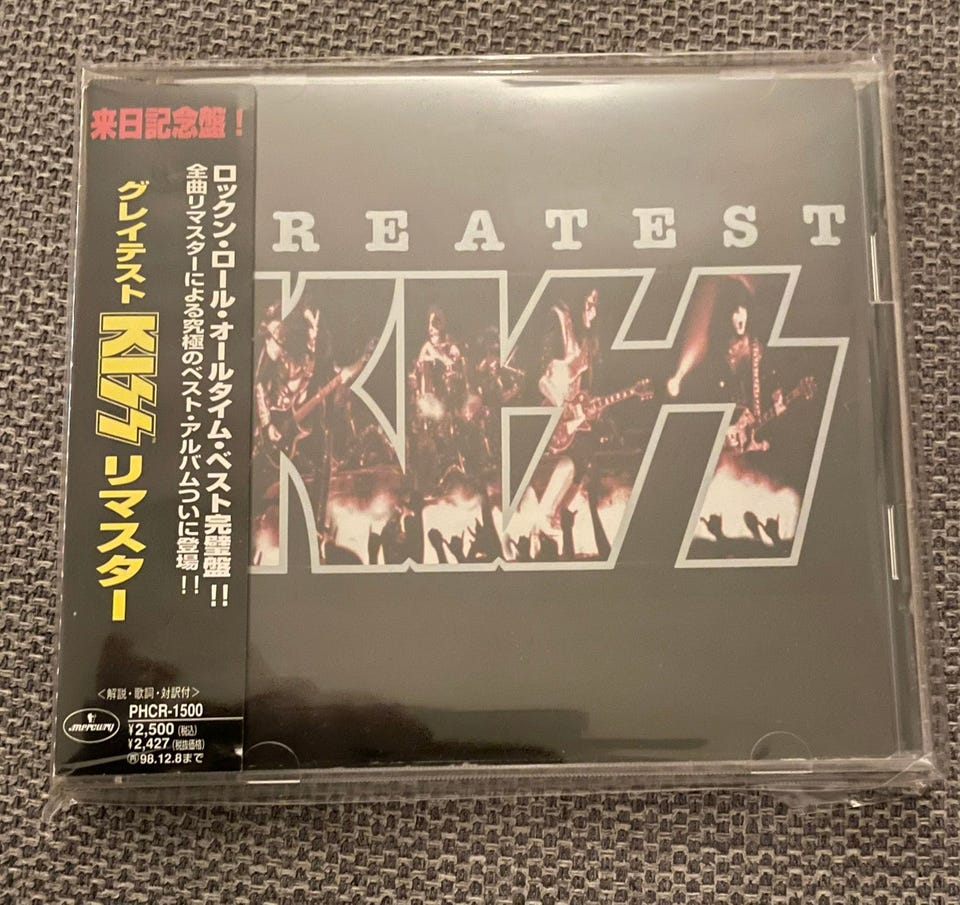 来日記念盤!
ロックン・ロール・オールタイム・ベスト完璧盤!!
全曲リマスターによる究極のベスト・アルバムついに登場!!
グレイテスト KISS リマスター
<解説・歌詞・対訳付>
PHCR-1500
¥2,500(税込)
¥2,427(税抜価格)
Ⓡ98.12.8まで
mercury
REATEST
KISS